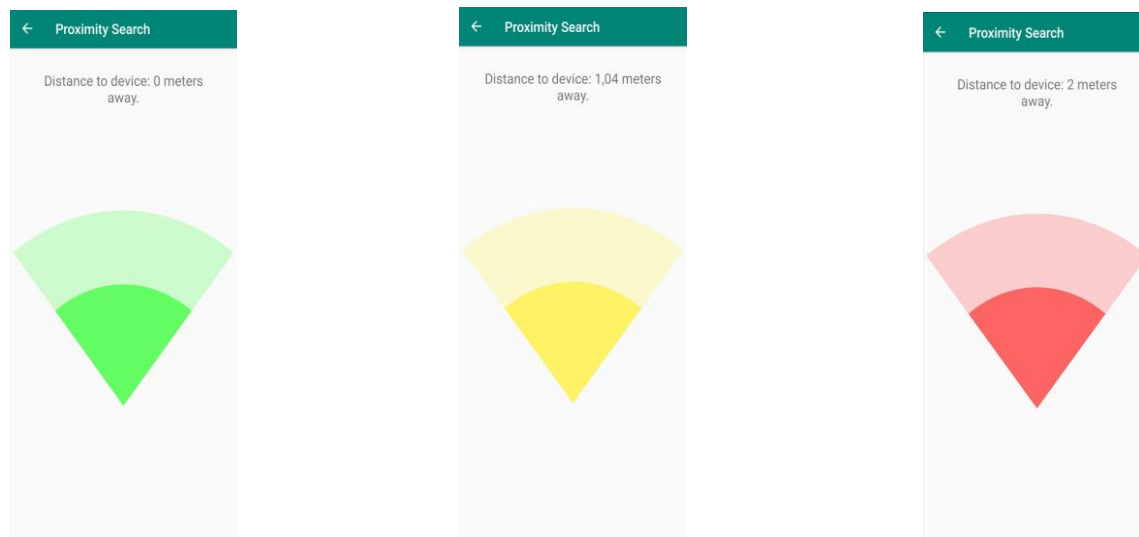 ← Proximity Search
Distance to device: 0 meters
away.
← Proximity Search
Distance to device: 1,04 meters
away.
← Proximity Search
Distance to device: 2 meters
away.